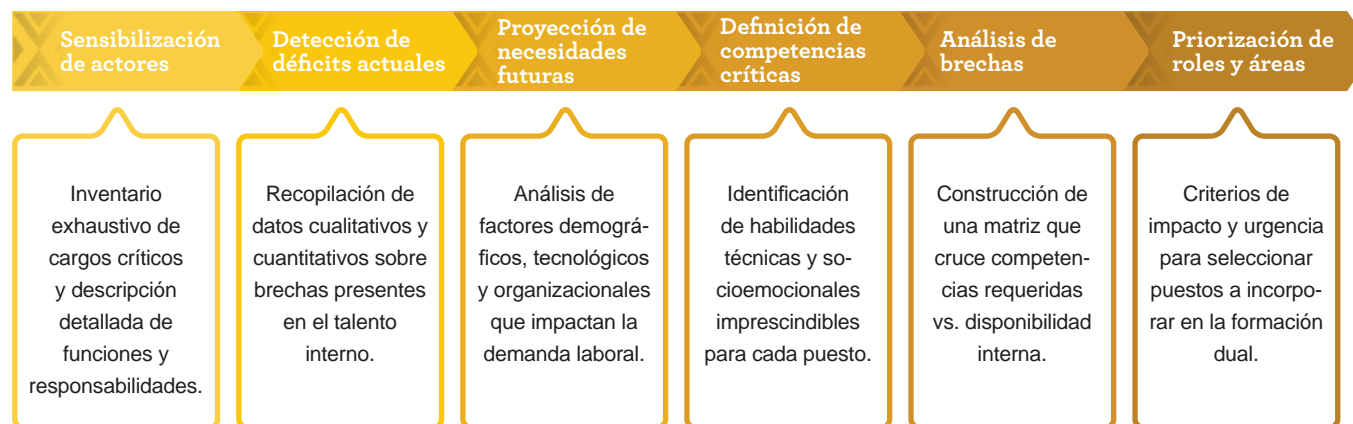 Sensibilización
de actores
Detección de
déficits actuales
Proyección de
necesidades
futuras
Definición de
competencias
críticas
Análisis de
brechas
Priorización de
roles y áreas
Inventario
exhaustivo de
cargos críticos
y descripción
detallada de
funciones y
responsabilidades.
Recopilación de
datos cualitativos y
cuantitativos sobre
brechas presentes
en el talento
interno.
Análisis de
factores demográ-
ficos, tecnológicos
y organizacionales
que impactan la
demanda laboral.
Identificación
de habilidades
técnicas y so-
cioemocionales
imprescindibles
para cada puesto.
Construcción de
una matriz que
cruce competen-
cias requeridas
vs. disponibilidad
interna.
Criterios de
impacto y urgencia
para seleccionar
puestos a incorpo-
rar en la formación
dual.